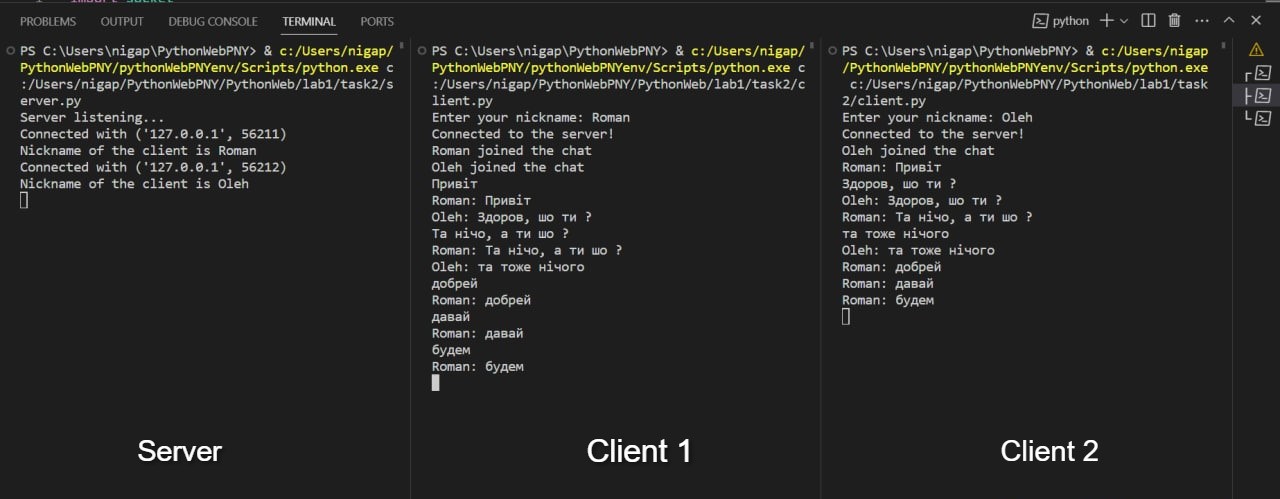 import socket
PROBLEMS OUTPUT DEBUG CONSOLE TERMINAL PORTS python
PS C:\Users\nigap\PythonWebPNY> & c:/Users/nigap/
PythonWebPNY/pythonWebPNYenv/Scripts/python.exe c
:/Users/nigap/PythonWebPNY/PythonWeb/lab1/task2/s
erver.py
Server listening...
Connected with ('127.0.0.1', 56211)
Nickname of the client is Roman
Connected with ('127.0.0.1', 56212)
Nickname of the client is Oleh
Server
PS C:\Users\nigap\PythonWebPNY> & c:/Users/nigap/
PythonWebPNY/pythonWebPNYenv/Scripts/python.exe c
:/Users/nigap/PythonWebPNY/PythonWeb/lab1/task2/c
lient.py
Enter your nickname: Roman
Connected to the server!
Roman joined the chat
Oleh joined the chat
Привіт
Roman: Привіт
Oleh: Здоров, шо ти ?
Та нічо, а ти шо ?
Roman: Та нічо, а ти шо ?
Oleh: та тоже нічого
добрей
Roman: добрей
давай
Roman: давай
будем
Roman: будем
Client 1
PS C:\Users\nigap\PythonWebPNY> & c:/Users/nigap
/PythonWebPNY/pythonWebPNYenv/Scripts/python.exe
c:/Users/nigap/PythonWebPNY/PythonWeb/lab1/task
2/client.py
Enter your nickname: Oleh
Connected to the server!
Oleh joined the chat
Roman: Привіт
Здоров, шо ти ?
Oleh: Здоров, шо ти ?
Roman: Та нічо, а ти шо ?
та тоже нічого
Oleh: та тоже нічого
Roman: добрей
Roman: давай
Roman: будем
Client 2